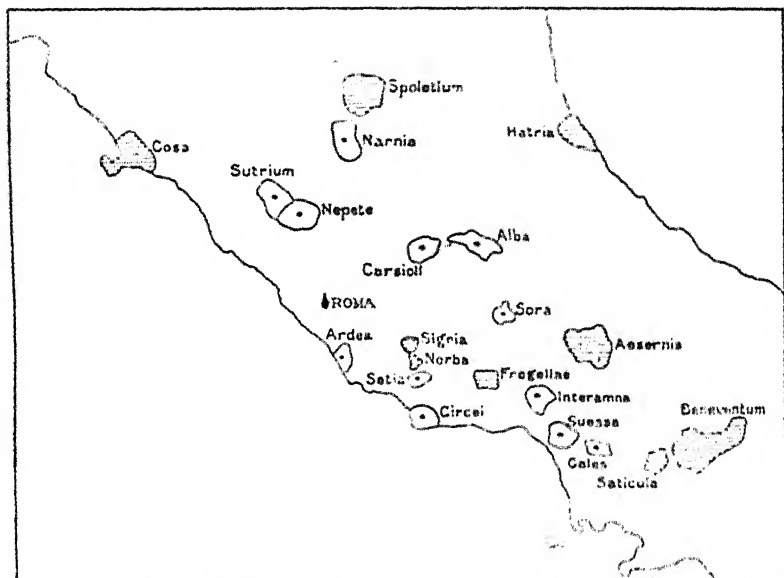 Spoletium
Narnia
Hatria
Cosa
Sutrium
Nepete
Alba
Carsioli
ROMA
Sora
Ardea
Signia
Norba
Aesernia
Setia
Fregellae
Interamna
Circei
Beneventum
Suessa
Cales
Saticula